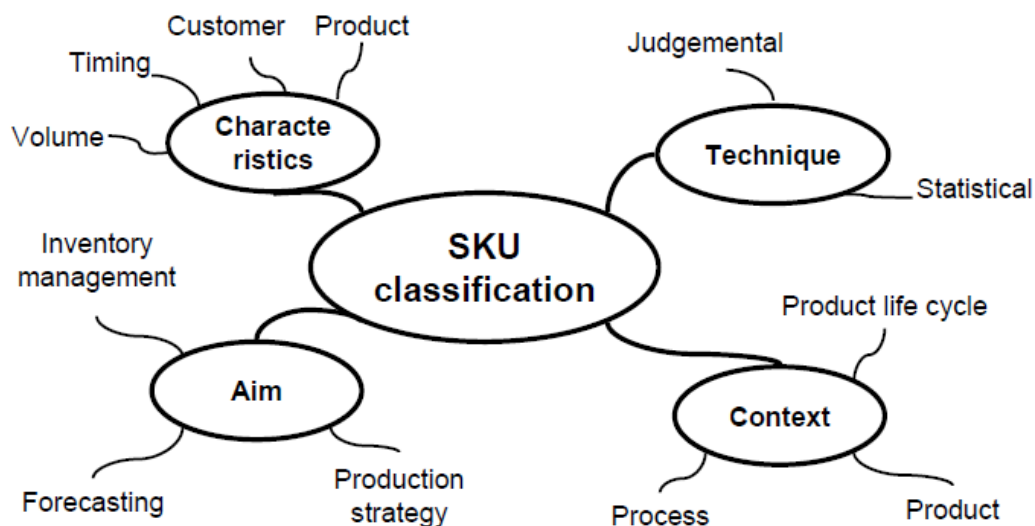 Customer
Product
Timing
Volume
Characte
ristics
Judgemental
Technique
Statistical
SKU
classification
Inventory
management
Aim
Forecasting
Production
strategy
Product life cycle
Context
Process
Product